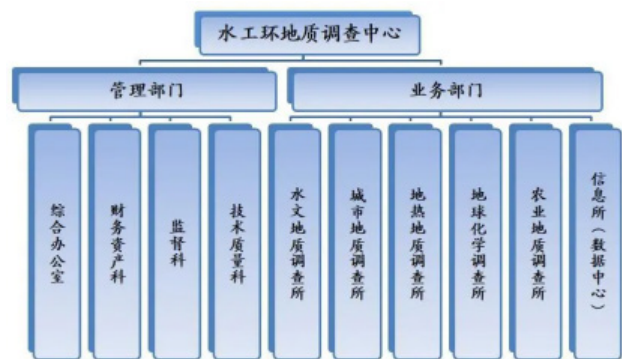 水工环地质调查中心
管理部门
业务部门
综合办公室
财务资产科
监督科
技术质量科
水文地质调查所
城市地质调查所
地热地质调查所
地球化学调查所
农业地质调查所
信息所（数据中心）